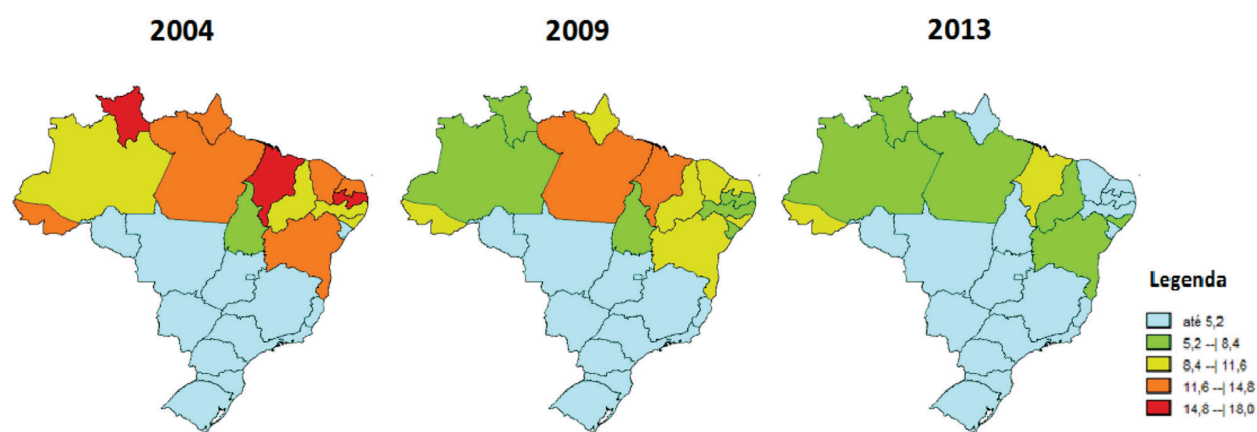 2004 2009 2013
Legenda
até 5,2
5,2 --| 8,4
8,4 --| 11,6
11,6 --| 14,8
14,8 --| 18,0